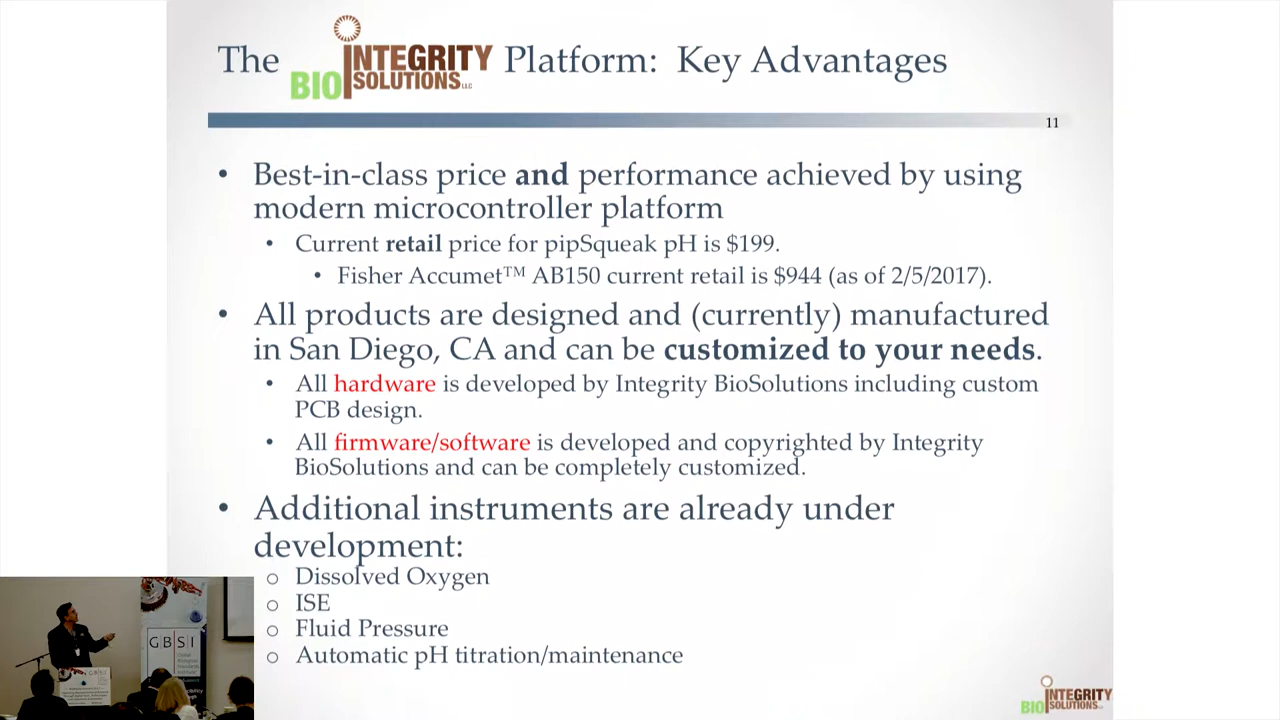 The INTEGRITY BIO SOLUTIONS LLC Platform: Key Advantages
11
• Best-in-class price and performance achieved by using
modern microcontroller platform
• Current retail price for pipSqueak pH is $199.
• Fisher Accumet™ AB150 current retail is $944 (as of 2/5/2017).
• All products are designed and (currently) manufactured
in San Diego, CA and can be customized to your needs.
• All hardware is developed by Integrity BioSolutions including custom
PCB design.
• All firmware/software is developed and copyrighted by Integrity
BioSolutions and can be completely customized.
• Additional instruments are already under
development:
o Dissolved Oxygen
o ISE
o Fluid Pressure
o Automatic pH titration/maintenance
GBSI
GBSI
INTEGRITY
BIO SOLUTIONS